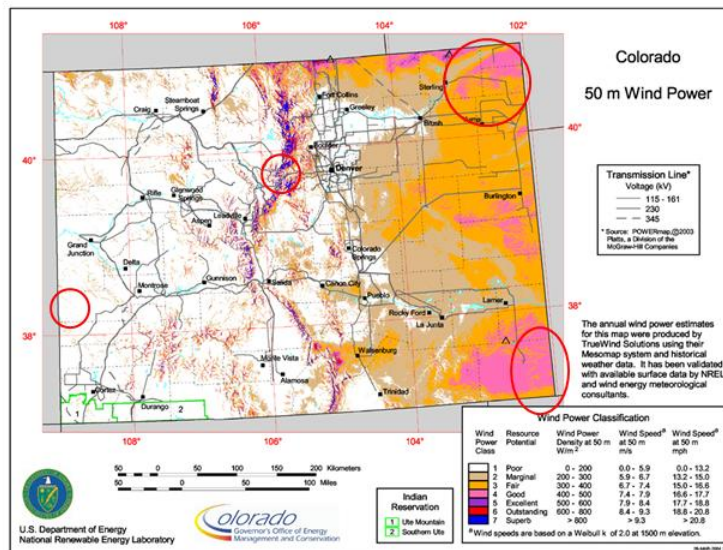 108° 106° 104° 102°
Colorado
50 m Wind Power
Sterling
Craig
Steamboat
Springs
Fort Collins
Greeley
40°
40°
Boulder
Denver
Transmission Line*
Voltage (kV)
115 - 161
230
345
* Source: POWERmap, ©2003
Platts, a Division of the
McGraw-Hill Companies
Rifle
Glenwood
Springs
Leadville
Aspen
Burlington
Grand
Junction
Delta
Colorado
Springs
Montrose
Gunnison
Salida
Canon City
Pueblo
Rocky Ford
La Junta
Lamar
38°
38°
The annual wind power estimates
for this map were produced by
TrueWind Solutions using their
Mesomap system and historical
weather data. It has been validated
with available surface data by NREL
and wind energy meteorological
consultants.
Walsenburg
Monte Vista
Alamosa
Trinidad
Cortez
Durango
1
2
108° 106° 104°
Wind Power Classification
Wind Power Class
Resource Potential
Wind Power Density at 50 m W/m²
Wind Speed at 50 m m/s
Wind Speed at 50 m mph
1 Poor 0 - 200 0.0 - 5.9 0.0 - 13.2
2 Marginal 200 - 300 5.9 - 6.7 13.2 - 15.0
3 Fair 300 - 400 6.7 - 7.4 15.0 - 16.6
4 Good 400 - 500 7.4 - 7.9 16.6 - 17.7
5 Excellent 500 - 600 7.9 - 8.4 17.7 - 18.8
6 Outstanding 600 - 800 8.4 - 9.3 18.8 - 20.8
7 Superb > 800 > 9.3 > 20.8
Wind speeds are based on a Weibull k of 2.0 at 1500 m elevation.
50 0 50 100 150 200 Kilometers
50 0 50 100 Miles
U.S. Department of Energy
National Renewable Energy Laboratory
Colorado
Governor's Office of Energy
Management and Conservation
Indian
Reservation
1 Ute Mountain
2 Southern Ute